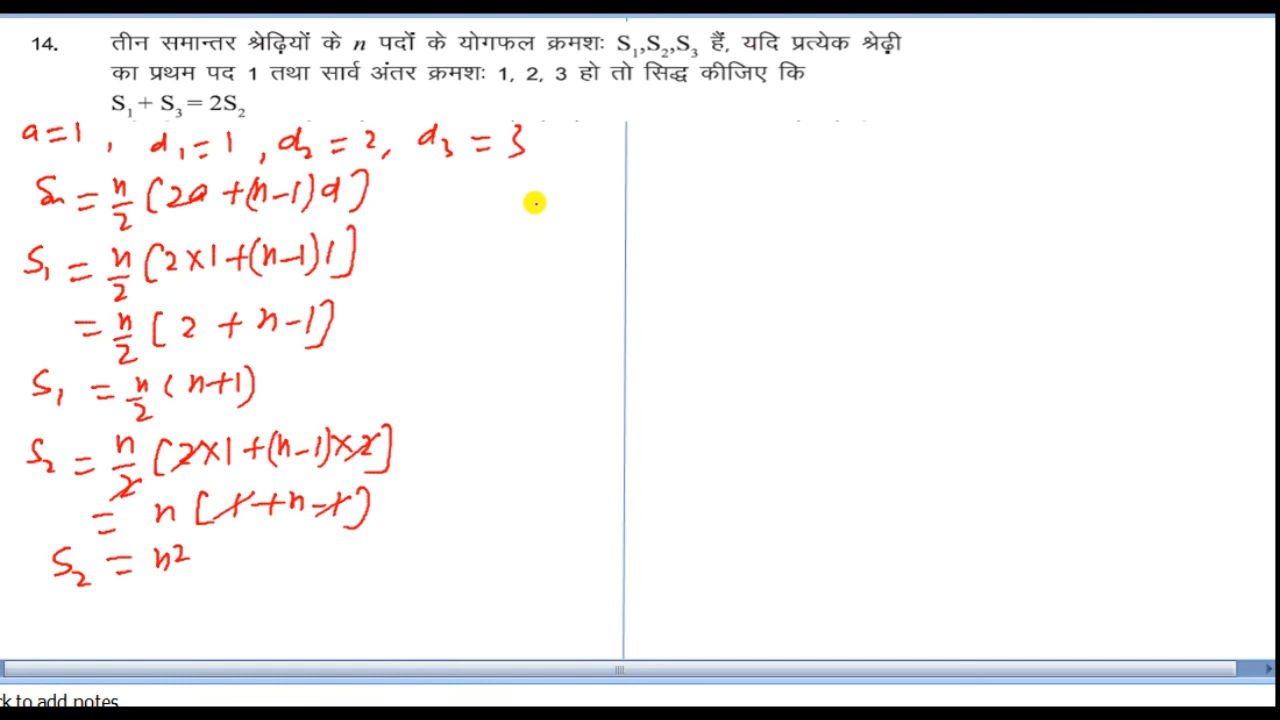 14. तीन समान्तर श्रेढ़ियों के n पदों के योगफल क्रमशः S₁,S₂,S₃ हैं, यदि प्रत्येक श्रेढ़ी
का प्रथम पद 1 तथा सार्व अंतर क्रमशः 1, 2, 3 हो तो सिद्ध कीजिए कि
S₁ + S₃ = 2S₂
a=1, d₁=1, d₂=2, d₃=3
Sn = n/2 [2a+(n-1)d]
S₁ = n/2 [2×1+(n-1)1]
= n/2 [2+n-1]
S₁ = n/2 (n+1)
S₂ = n/2 [2×1+(n-1)×2]
= n[1+n-1]
S₂ = n²
ck to add notes